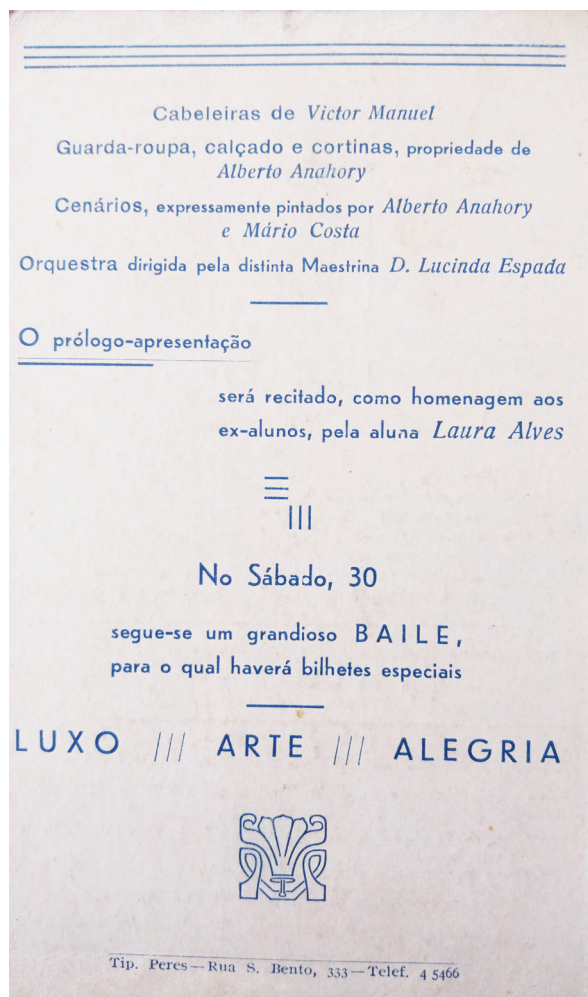 Cabeleiras de Victor Manuel
Guarda-roupa, calçado e cortinas, propriedade de
Alberto Anahory
Cenários, expressamente pintados por Alberto Anahory
e Mário Costa
Orquestra dirigida pela distinta Maestrina D. Lucinda Espada
O prólogo-apresentação
será recitado, como homenagem aos
ex-alunos, pela aluna Laura Alves
No Sábado, 30
segue-se um grandioso BAILE,
para o qual haverá bilhetes especiais
LUXO /// ARTE /// ALEGRIA
Tip. Peres—Rua S. Bento, 333—Telef. 4 5466